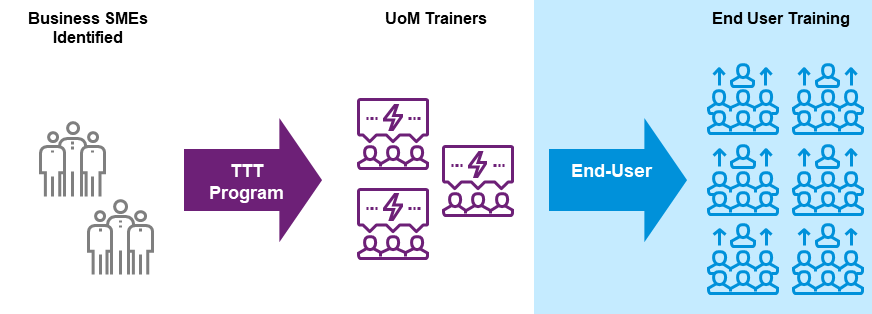 Business SMEs
Identified
UoM Trainers
End User Training
TTT
Program
End-User